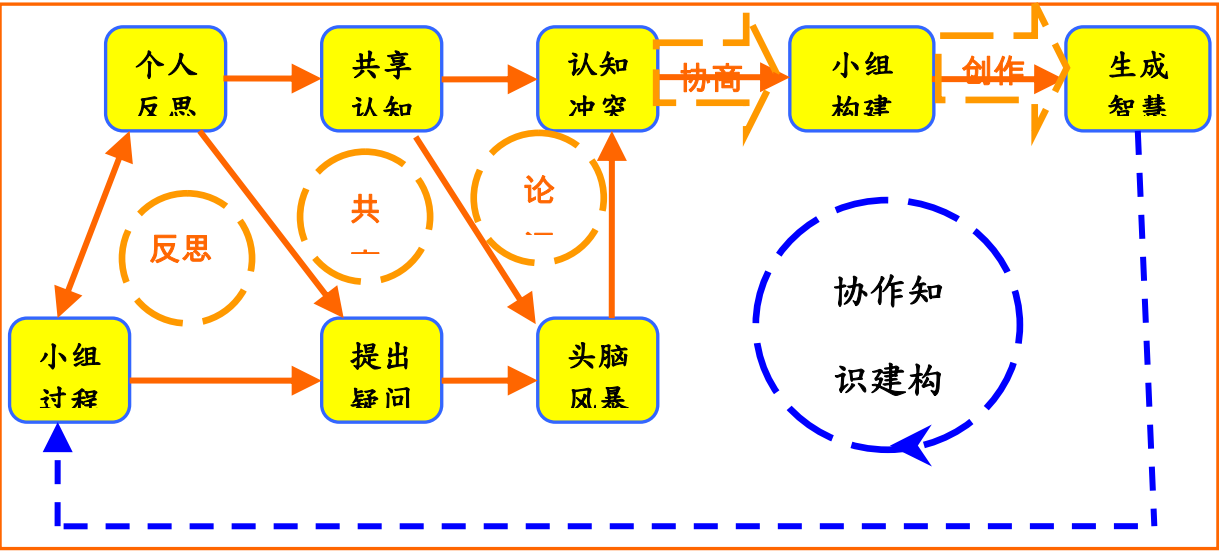 个人
反思
共享
认知
认知
冲突
协商
小组
构建
创作
生成
智慧
反思
共
论
协作知
识建构
小组
过程
提出
疑问
头脑
风暴